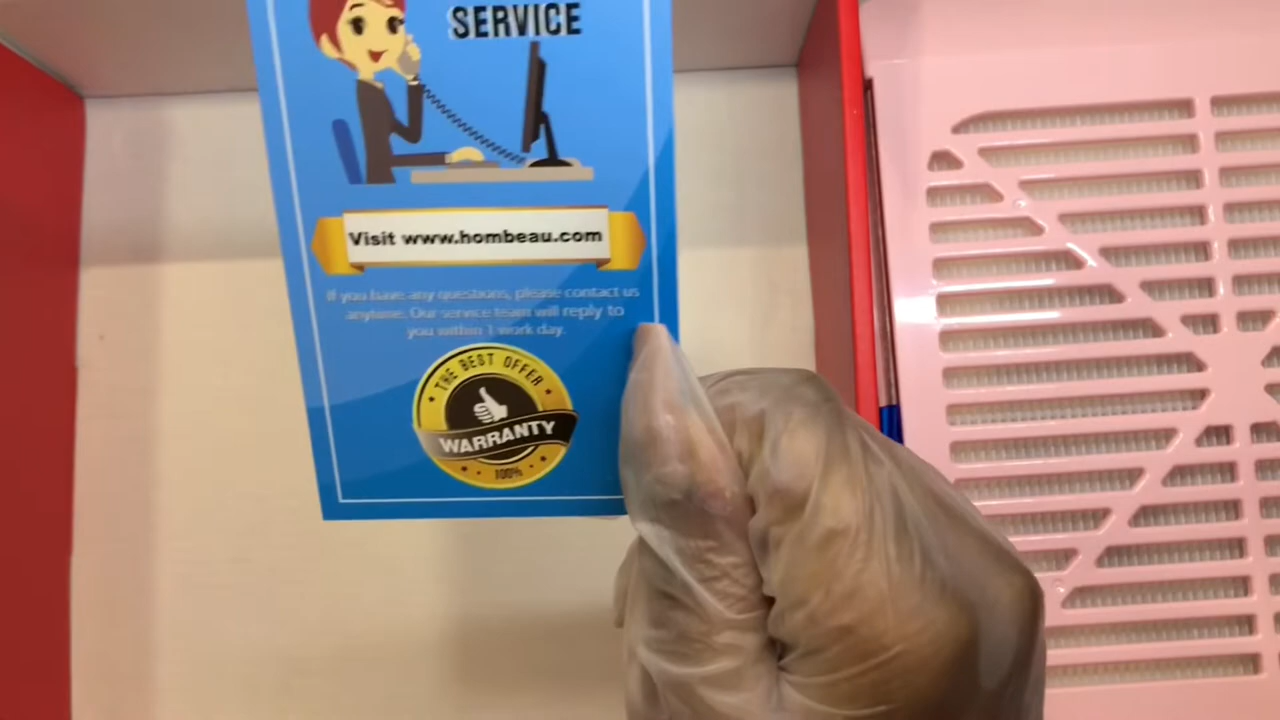 SERVICE
Visit www.hombeau.com
If you have any questions, please contact us
anytime. Our service team will reply to
you within 1 work day.
THE BEST OFFER
WARRANTY
100%